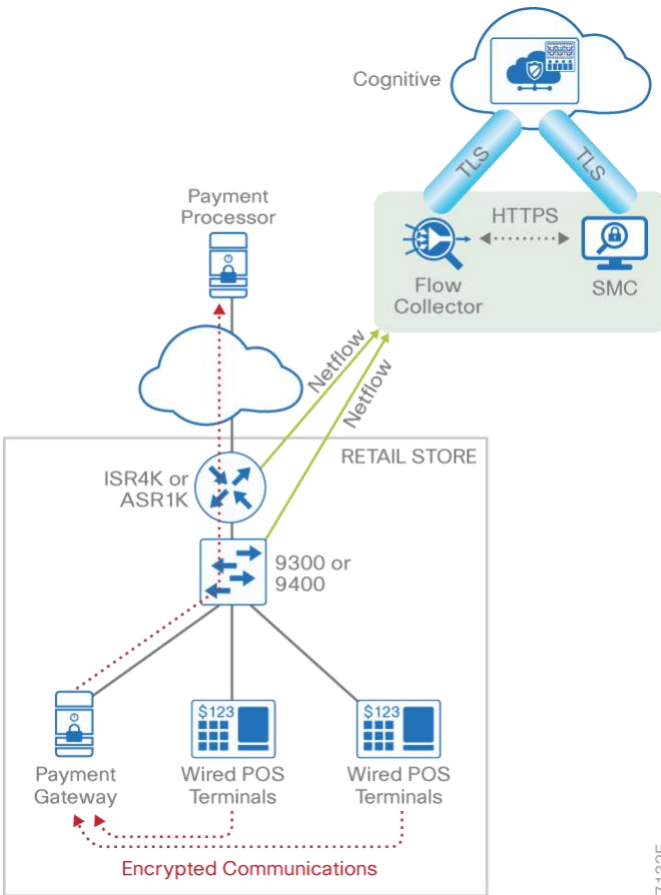 Cognitive
TLS
TLS
Payment
Processor
HTTPS
Flow
Collector
SMC
Netflow
Netflow
RETAIL STORE
ISR4K or
ASR1K
9300 or
9400
$123
$123
Payment
Gateway
Wired POS
Terminals
Wired POS
Terminals
Encrypted Communications